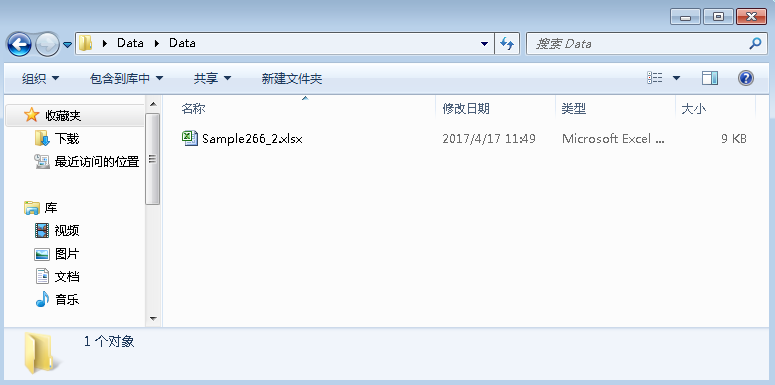 Data Data
搜索 Data
组织 包含到库中 共享 新建文件夹
收藏夹
下载
最近访问的位置
库
视频
图片
文档
音乐
名称 修改日期 类型 大小
Sample266_2.xlsx 2017/4/17 11:49 Microsoft Excel ... 9 KB
1 个对象